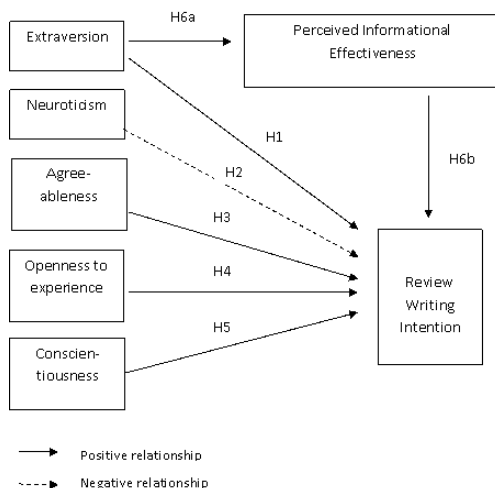 Extraversion
H6a
Perceived Informational
Effectiveness
Neuroticism
H1
H6b
H2
Agree-
ableness
H3
Openness to
experience
H4
Review
Writing
Intention
H5
Conscien-
tiousness
Positive relationship
Negative relationship